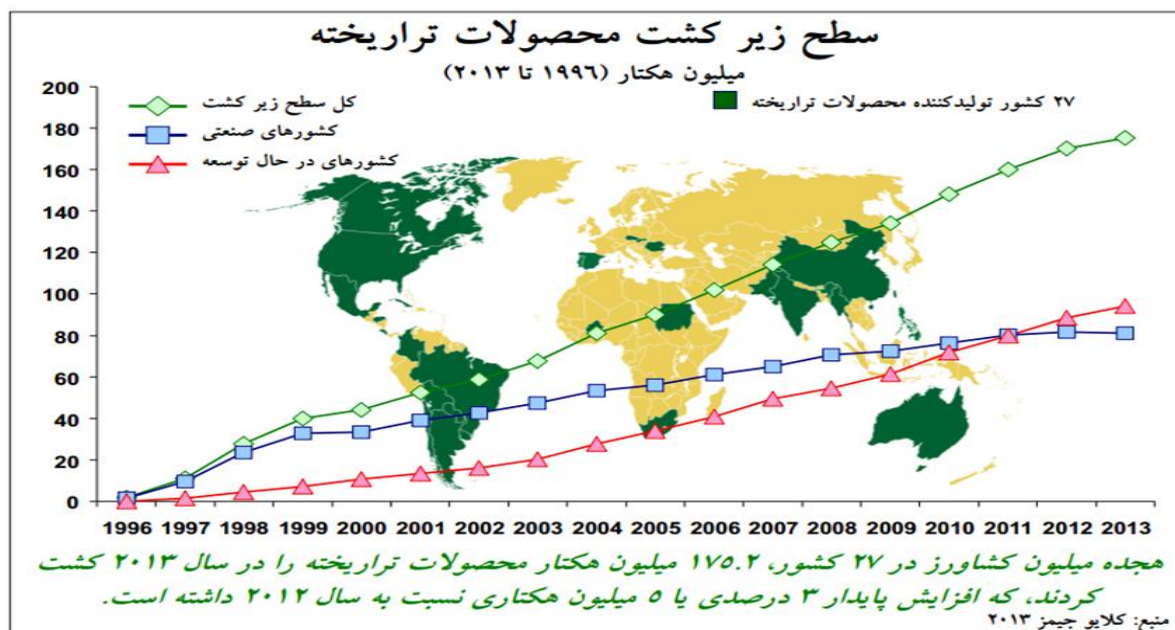 سطح زیر کشت محصولات تراریخته
میلیون هکتار (۱۹۹۶ تا ۲۰۱۳)
کل سطح زیر کشت
کشورهای صنعتی
کشورهای در حال توسعه
۲۷ کشور تولیدکننده محصولات تراریخته
200
180
160
140
120
100
80
60
40
20
0
1996 1997 1998 1999 2000 2001 2002 2003 2004 2005 2006 2007 2008 2009 2010 2011 2012 2013
هجده میلیون کشاورز در ۲۷ کشور، ۱۷۵.۲ میلیون هکتار محصولات تراریخته را در سال ۲۰۱۳ کشت
کردند، که افزایش پایدار ۳ درصدی یا ۵ میلیون هکتاری نسبت به سال ۲۰۱۲ داشته است.
منبع: کلایو جیمز ۲۰۱۳